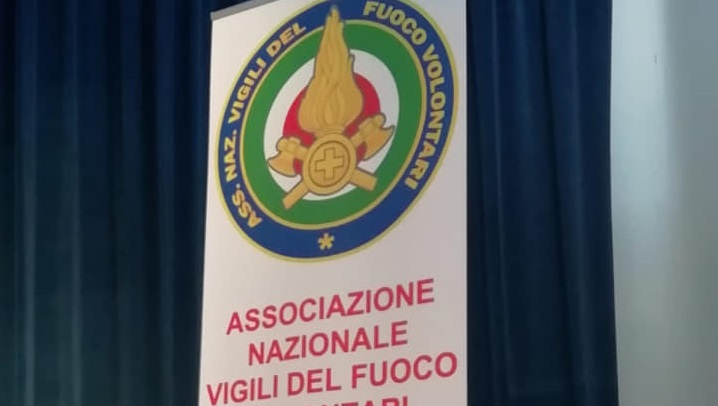 ASS. NAZ. VIGILI DEL FUOCO VOLONTARI
*
ASSOCIAZIONE
NAZIONALE
VIGILI DEL FUOCO